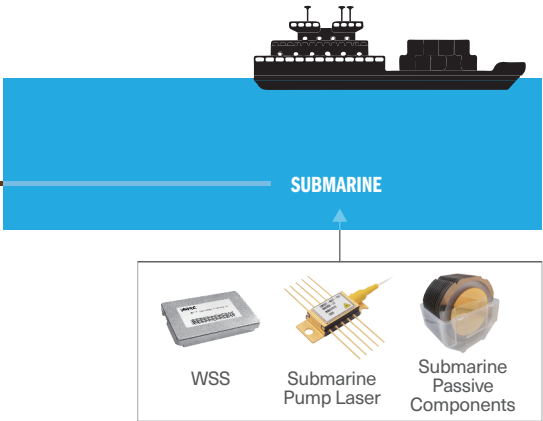 SUBMARINE
WSS
Submarine
Pump Laser
Submarine
Passive
Components